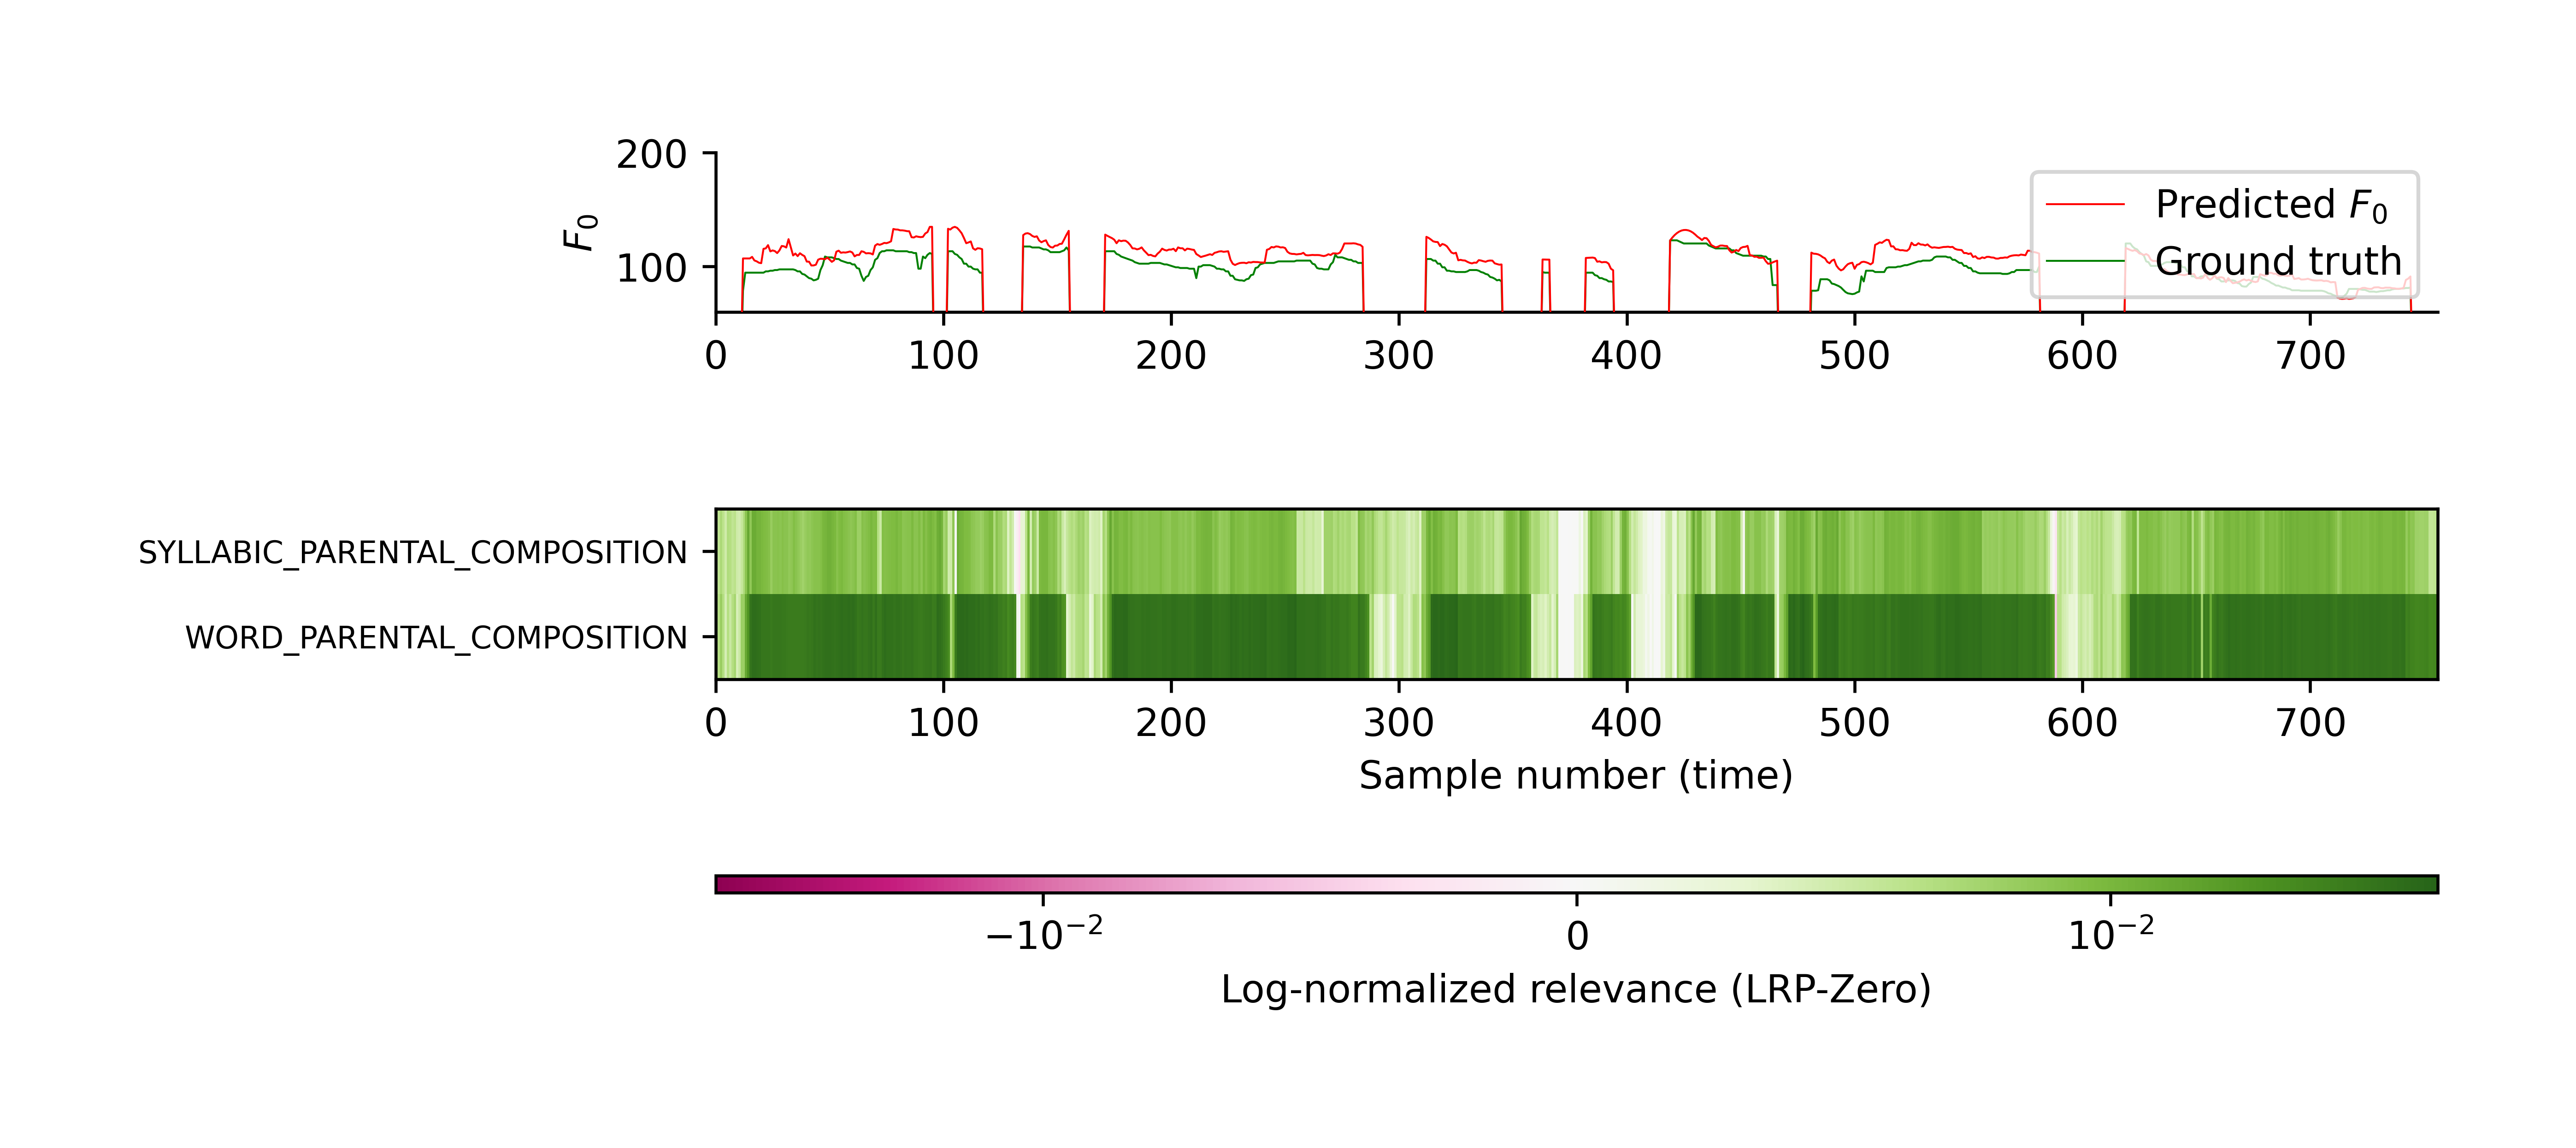 200
100
F₀
Predicted F₀
Ground truth
0 100 200 300 400 500 600 700
SYLLABIC_PARENTAL_COMPOSITION
WORD_PARENTAL_COMPOSITION
0 100 200 300 400 500 600 700
Sample number (time)
−10⁻² 0 10⁻²
Log-normalized relevance (LRP-Zero)